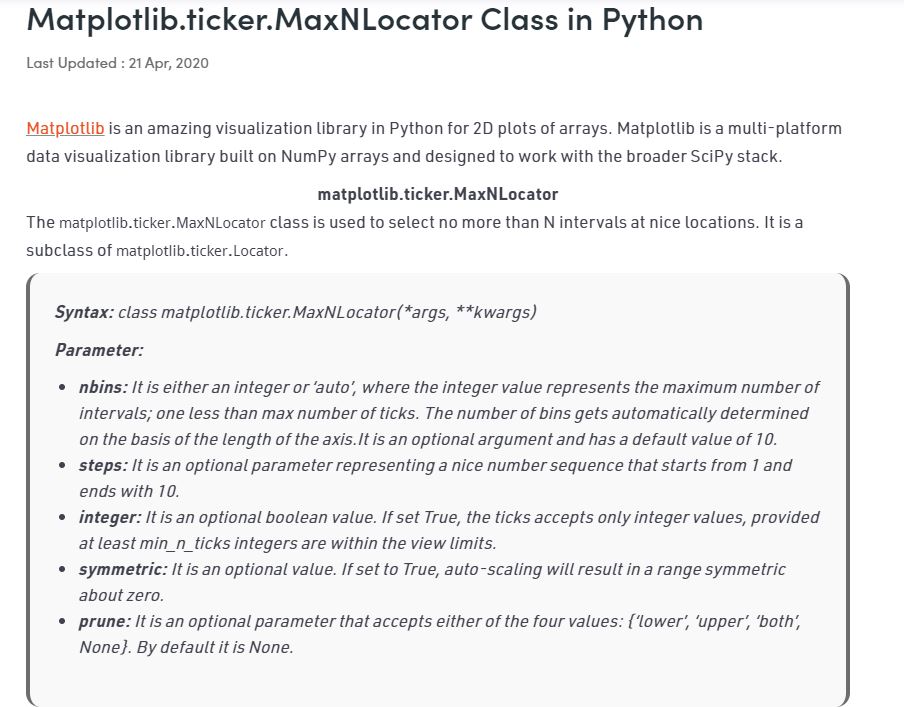 Matplotlib.ticker.MaxNLocator Class in Python
Last Updated : 21 Apr, 2020
Matplotlib is an amazing visualization library in Python for 2D plots of arrays. Matplotlib is a multi-platform
data visualization library built on NumPy arrays and designed to work with the broader SciPy stack.
matplotlib.ticker.MaxNLocator
The matplotlib.ticker.MaxNLocator class is used to select no more than N intervals at nice locations. It is a
subclass of matplotlib.ticker.Locator.
Syntax: class matplotlib.ticker.MaxNLocator(*args, **kwargs)
Parameter:
• nbins: It is either an integer or 'auto', where the integer value represents the maximum number of
intervals; one less than max number of ticks. The number of bins gets automatically determined
on the basis of the length of the axis.It is an optional argument and has a default value of 10.
• steps: It is an optional parameter representing a nice number sequence that starts from 1 and
ends with 10.
• integer: It is an optional boolean value. If set True, the ticks accepts only integer values, provided
at least min_n_ticks integers are within the view limits.
• symmetric: It is an optional value. If set to True, auto-scaling will result in a range symmetric
about zero.
• prune: It is an optional parameter that accepts either of the four values: {'lower', 'upper', 'both',
None}. By default it is None.